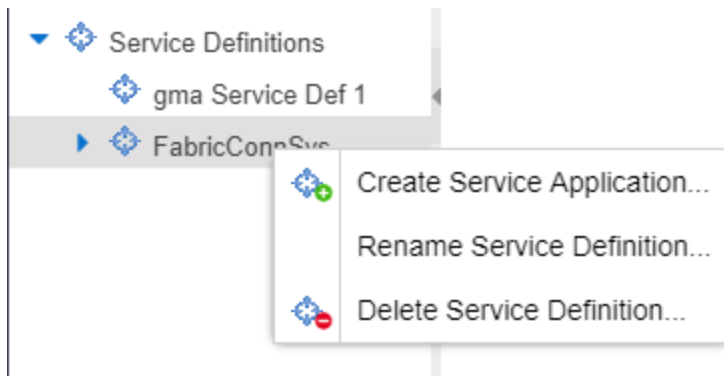 Service Definitions
gma Service Def 1
FabricConnSys
Create Service Application...
Rename Service Definition...
Delete Service Definition...